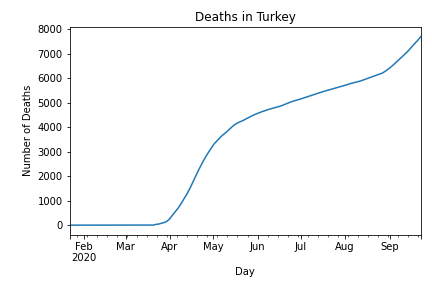 Deaths in Turkey
Number of Deaths
8000
7000
6000
5000
4000
3000
2000
1000
0
Feb Mar Apr May Jun Jul Aug Sep
2020
Day